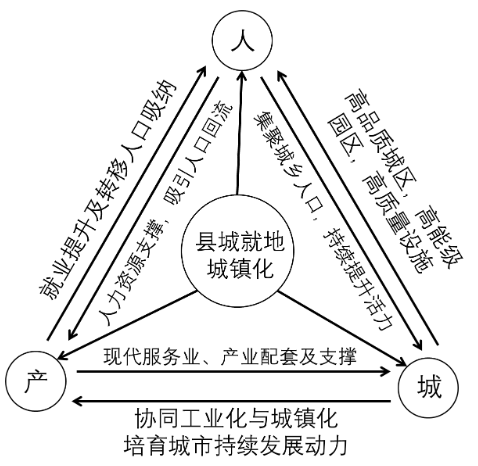 人
就业提升及转移人口吸纳
人力资源支撑，吸引人口回流
集聚城乡人口，持续提升活力
高品质城区，高能级
园区，高质量设施
县城就地
城镇化
产
现代服务业、产业配套及支撑
城
协同工业化与城镇化
培育城市持续发展动力